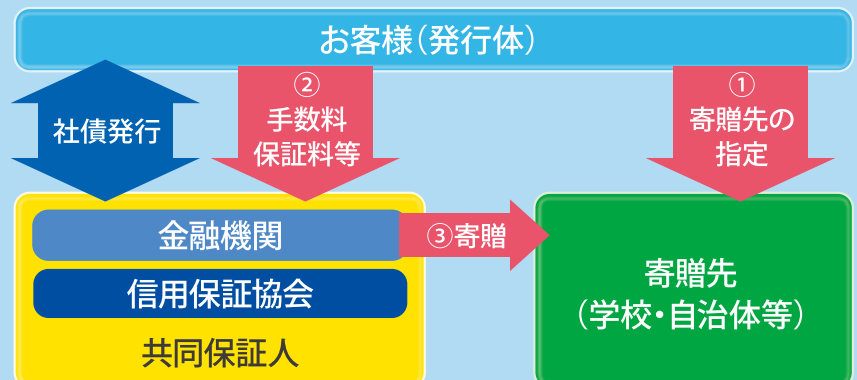 お客様（発行体）
社債発行
②
手数料
保証料等
①
寄贈先の
指定
金融機関
③寄贈
信用保証協会
共同保証人
寄贈先
（学校・自治体等）